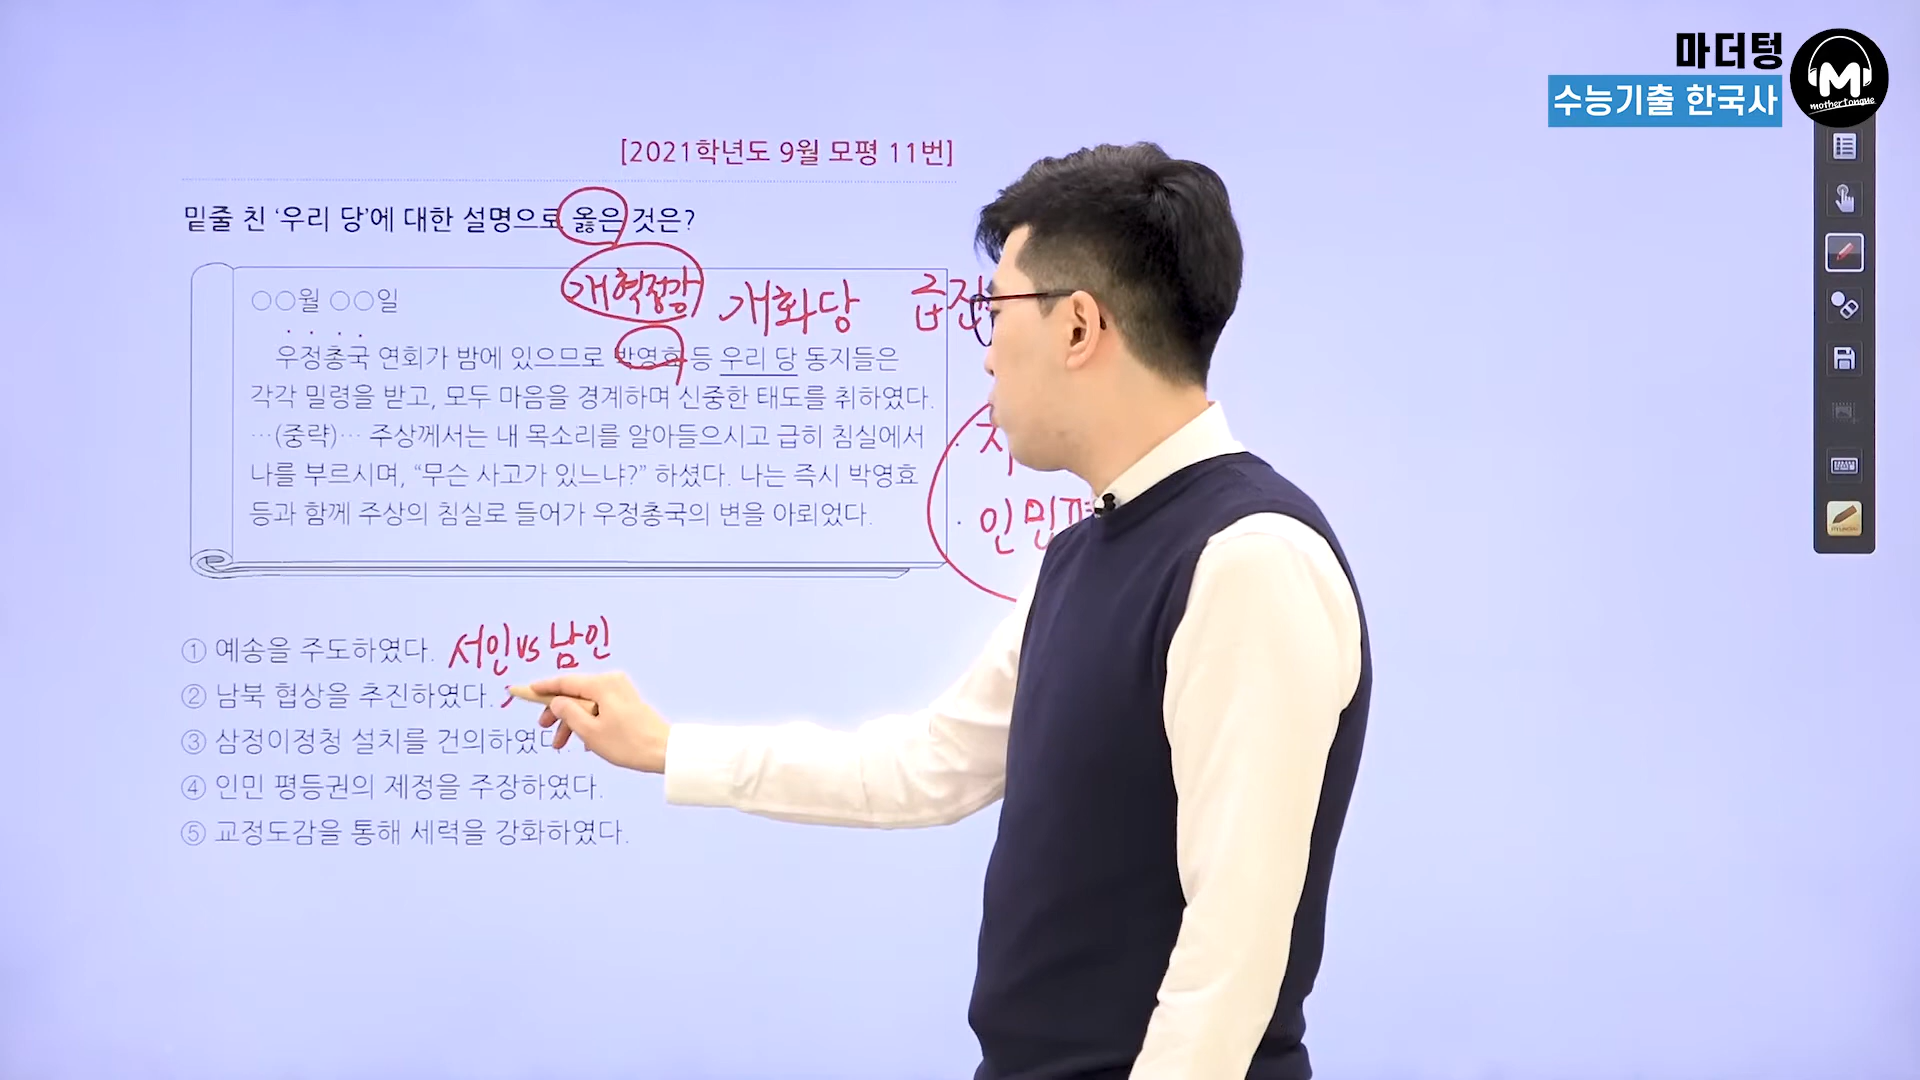 마더텅
수능기출 한국사
mothertongue
[2021학년도 9월 모평 11번]
밑줄 친 ‘우리 당’에 대한 설명으로 옳은 것은?
개혁정강 개화당 급진
○○월 ○○일
우정총국 연회가 밤에 있으므로 박영효 등 우리 당 동지들은
각각 밀령을 받고, 모두 마음을 경계하며 신중한 태도를 취하였다.
…(중략)… 주상께서는 내 목소리를 알아들으시고 급히 침실에서
나를 부르시며, “무슨 사고가 있느냐?” 하셨다. 나는 즉시 박영효
등과 함께 주상의 침실로 들어가 우정총국의 변을 아뢰었다.
· 인민
① 예송을 주도하였다. 서인 vs 남인
② 남북 협상을 추진하였다.
③ 삼정이정청 설치를 건의하였다.
④ 인민 평등권의 제정을 주장하였다.
⑤ 교정도감을 통해 세력을 강화하였다.